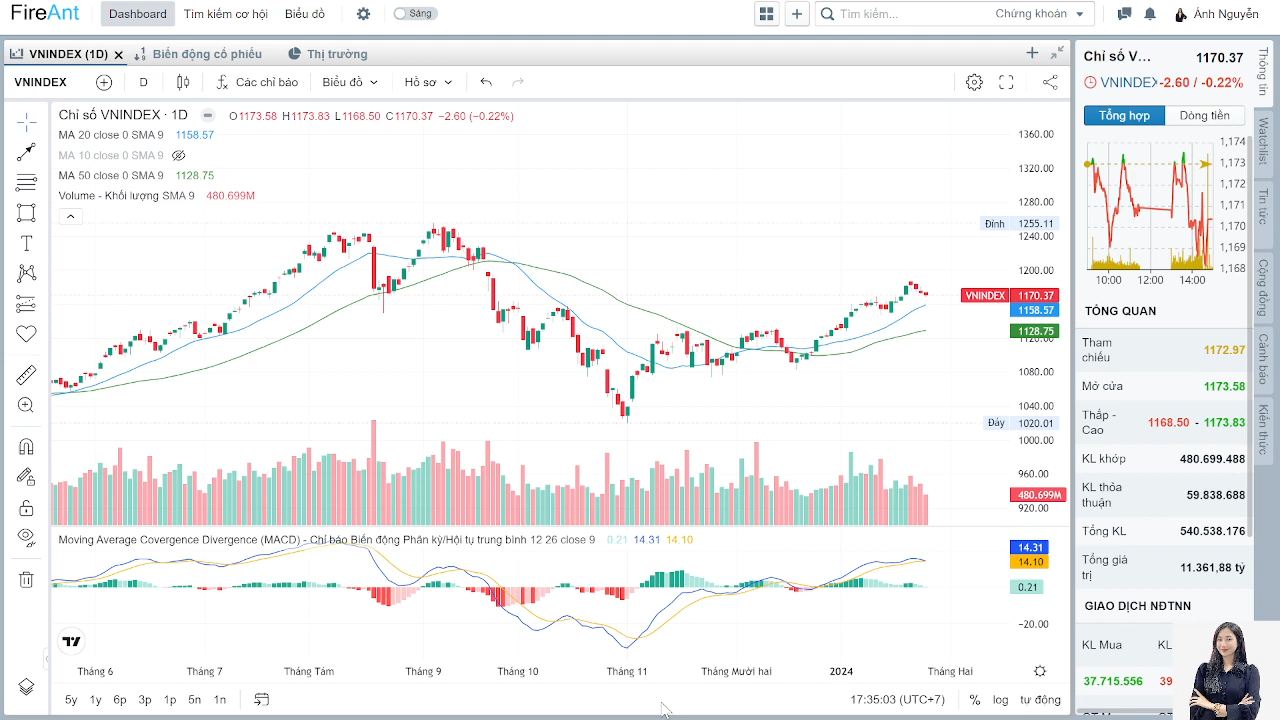 FireAnt
Dashboard
Tìm kiếm cơ hội
Biểu đồ
Sáng
Tìm kiếm...
Chứng khoán
Ánh Nguyễn
VNINDEX (1D)
Biến động cổ phiếu
Thị trường
VNINDEX
D
Các chỉ báo
Biểu đồ
Hồ sơ
Chỉ số VNINDEX · 1D
O1173.58 H1173.83 L1168.50 C1170.37 −2.60 (−0.22%)
MA 20 close 0 SMA 9 1158.57
MA 10 close 0 SMA 9
MA 50 close 0 SMA 9 1128.75
Volume - Khối lượng SMA 9 480.699M
1360.00
1320.00
1280.00
Đỉnh 1255.11
1240.00
1200.00
VNINDEX 1170.37
1158.57
1128.75
1120.00
1080.00
1040.00
Đáy 1020.01
1000.00
960.00
480.699M
920.00
Moving Average Covergence Divergence (MACD) - Chỉ báo Biến động Phân kỳ/Hội tụ trung bình 12 26 close 9 0.21 14.31 14.10
14.31
14.10
0.21
−20.00
Tháng 6
Tháng 7
Tháng Tám
Tháng 9
Tháng 10
Tháng 11
Tháng Mười hai
2024
Tháng Hai
5y 1y 6p 3p 1p 5n 1n
17:35:03 (UTC+7)
% log tự động
Chỉ số V... 1170.37
VNINDEX -2.60 / -0.22%
Tổng hợp
Dòng tiền
1,174
1,173
1,172
1,171
1,170
1,169
1,168
10:00 12:00 14:00
TỔNG QUAN
Tham chiếu 1172.97
Mở cửa 1173.58
Thấp - Cao 1168.50 - 1173.83
KL khớp 480.699.488
KL thỏa thuận 59.838.688
Tổng KL 540.538.176
Tổng giá trị 11.361,88 tỷ
GIAO DỊCH NĐTNN
KL Mua KL
37.715.556 39
Thông tin
Watchlist
Tin tức
Cộng đồng
Cảnh báo
Kiến thức